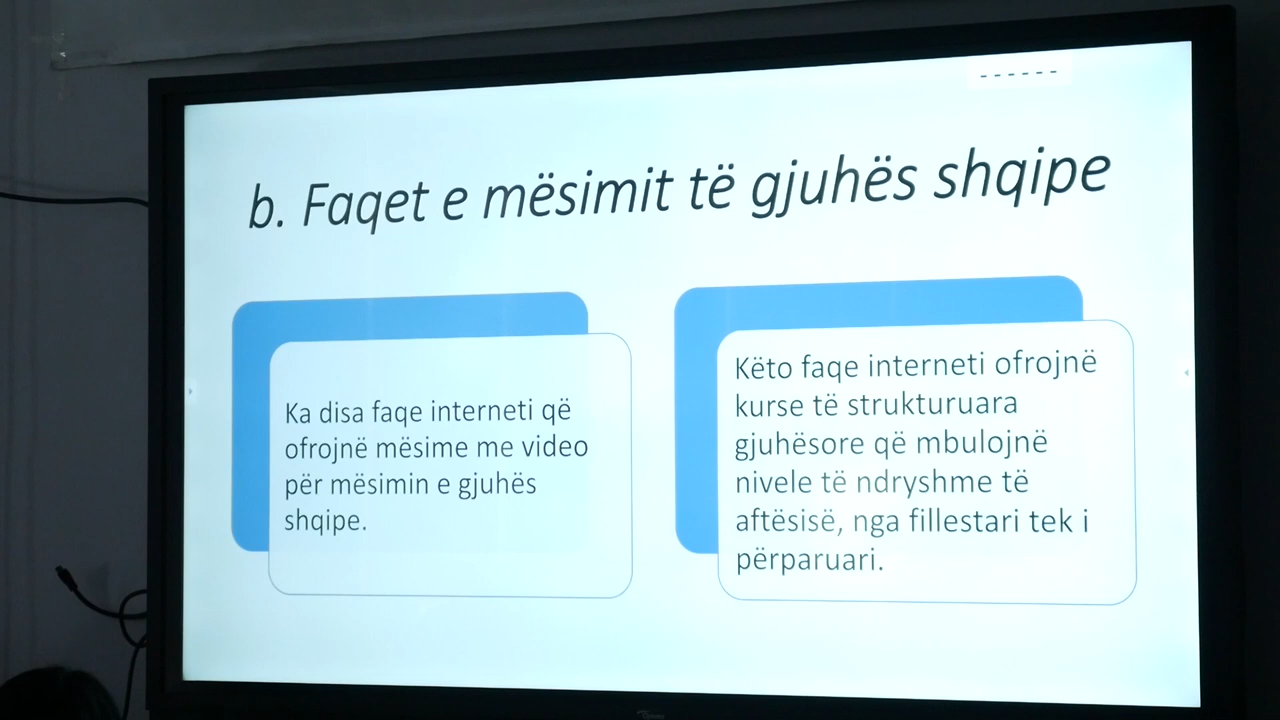 b. Faqet e mësimit të gjuhës shqipe
Ka disa faqe interneti që
ofrojnë mësime me video
për mësimin e gjuhës
shqipe.
Këto faqe interneti ofrojnë
kurse të strukturuara
gjuhësore që mbulojnë
nivele të ndryshme të
aftësisë, nga fillestari tek i
përparuari.